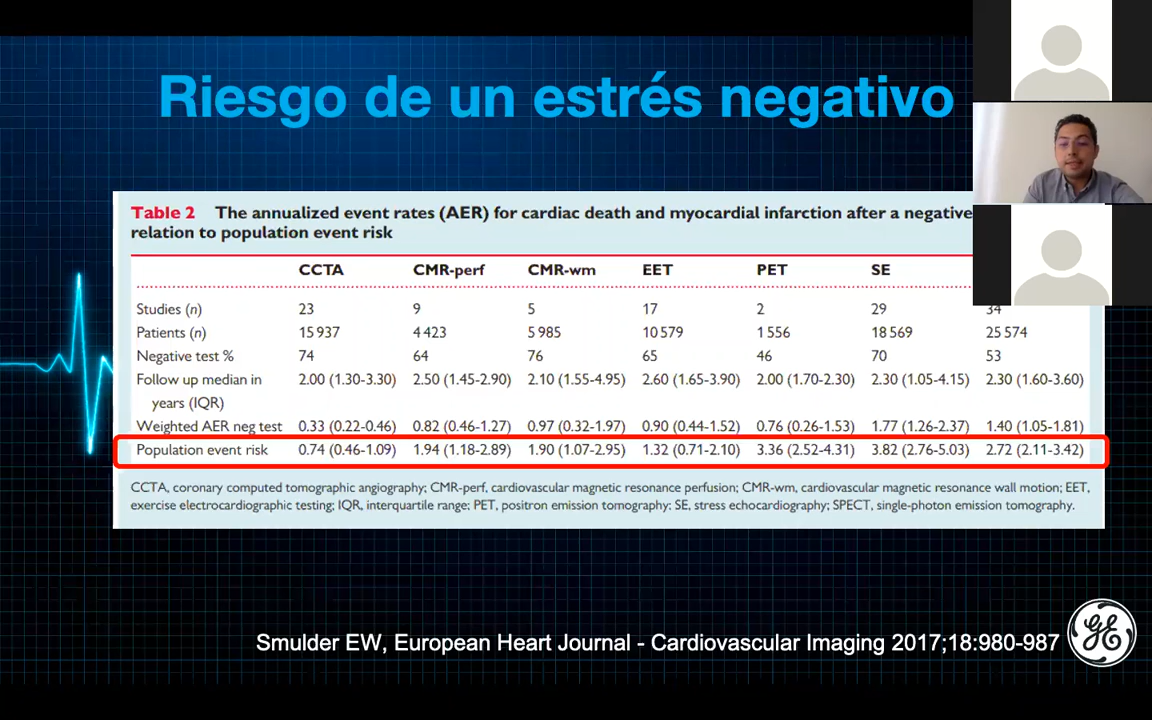 Riesgo de un estrés negativo
Table 2 The annualized event rates (AER) for cardiac death and myocardial infarction after a negative
relation to population event risk
CCTA CMR-perf CMR-wm EET PET SE
Studies (n) 23 9 5 17 2 29 34
Patients (n) 15 937 4 423 5 985 10 579 1 556 18 569 25 574
Negative test % 74 64 76 65 46 70 53
Follow up median in 2.00 (1.30-3.30) 2.50 (1.45-2.90) 2.10 (1.55-4.95) 2.60 (1.65-3.90) 2.00 (1.70-2.30) 2.30 (1.05-4.15) 2.30 (1.60-3.60)
years (IQR)
Weighted AER neg test 0.33 (0.22-0.46) 0.82 (0.46-1.27) 0.97 (0.32-1.97) 0.90 (0.44-1.52) 0.76 (0.26-1.53) 1.77 (1.26-2.37) 1.40 (1.05-1.81)
Population event risk 0.74 (0.46-1.09) 1.94 (1.18-2.89) 1.90 (1.07-2.95) 1.32 (0.71-2.10) 3.36 (2.52-4.31) 3.82 (2.76-5.03) 2.72 (2.11-3.42)
CCTA, coronary computed tomographic angiography; CMR-perf, cardiovascular magnetic resonance perfusion; CMR-wm, cardiovascular magnetic resonance wall motion; EET,
exercise electrocardiographic testing; IQR, interquartile range; PET, positron emission tomography; SE, stress echocardiography; SPECT, single-photon emission tomography.
Smulder EW, European Heart Journal - Cardiovascular Imaging 2017;18:980-987
GE